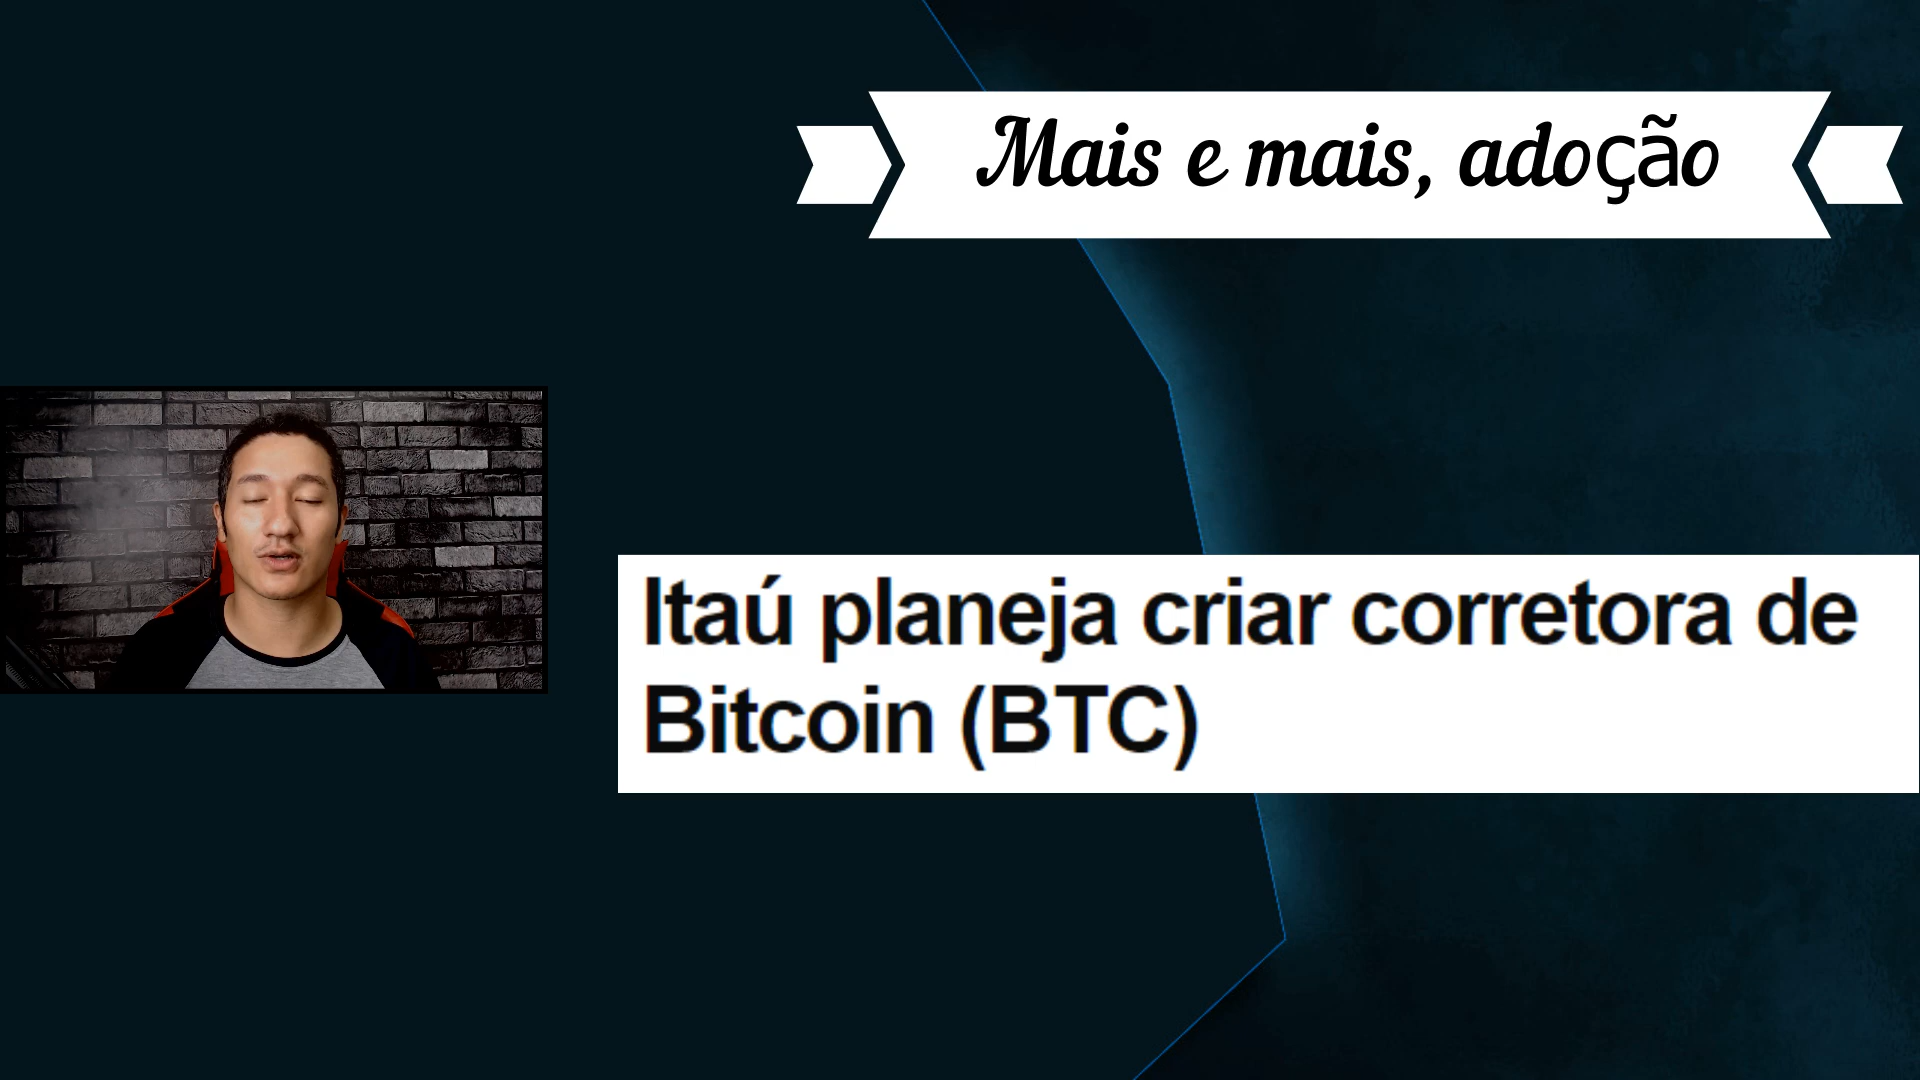 Mais e mais, adoção
Itaú planeja criar corretora de
Bitcoin (BTC)